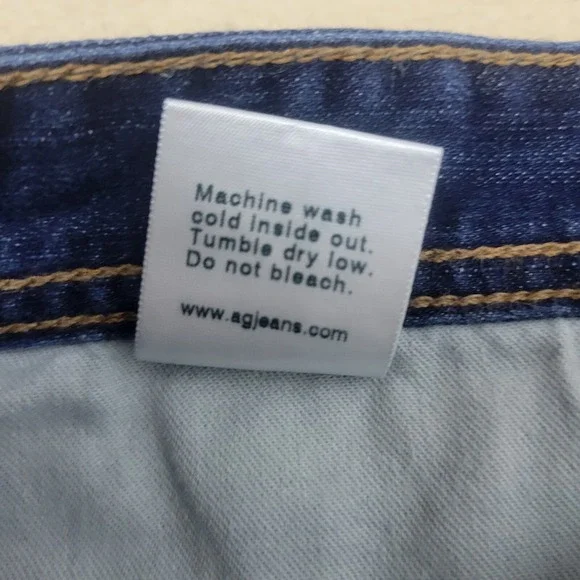 Machine wash
cold inside out.
Tumble dry low.
Do not bleach.
www.agjeans.com